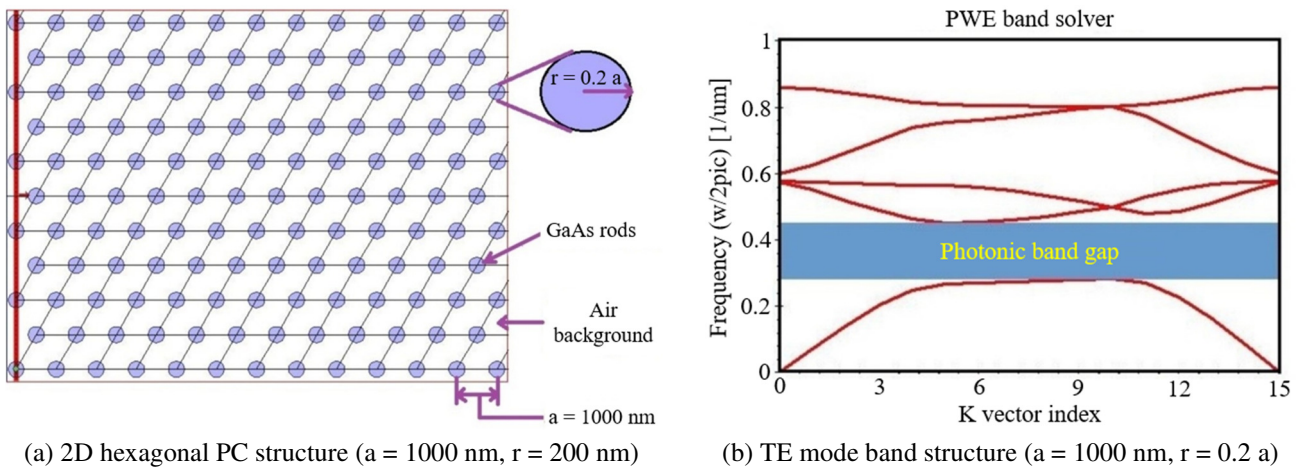 r = 0.2 a
GaAs rods
Air
background
a = 1000 nm
(a) 2D hexagonal PC structure (a = 1000 nm, r = 200 nm)
PWE band solver
Frequency (w/2pic) [1/um]
1
0.8
0.6
0.4
0.2
0
Photonic band gap
0 3 6 9 12 15
K vector index
(b) TE mode band structure (a = 1000 nm, r = 0.2 a)